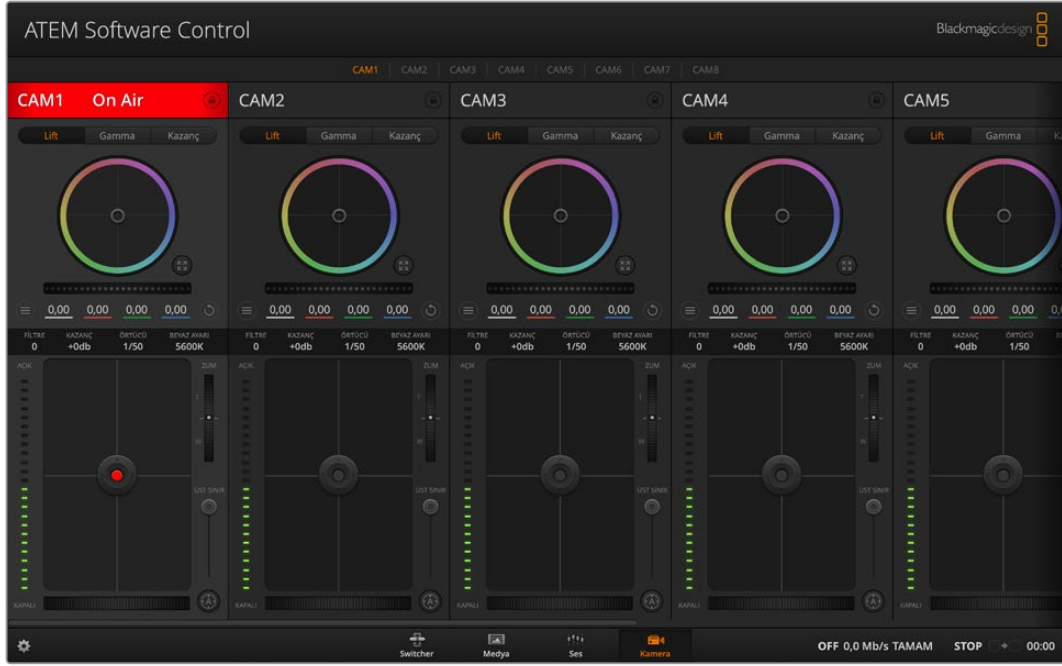 ATEM Software Control
Blackmagicdesign
CAM1 CAM2 CAM3 CAM4 CAM5 CAM6 CAM7 CAM8
CAM1 On Air CAM2 CAM3 CAM4 CAM5
Lift Gamma Kazanç Lift Gamma Kazanç Lift Gamma Kazanç Lift Gamma Kazanç Lift Gamma
0,00 0,00 0,00 0,00 0,00 0,00 0,00 0,00 0,00 0,00 0,00 0,00 0,00 0,00 0,00 0,00 0,00 0,00 0,00
FİLTRE KAZANÇ ÖRTÜCÜ BEYAZ AYARI FİLTRE KAZANÇ ÖRTÜCÜ BEYAZ AYARI FİLTRE KAZANÇ ÖRTÜCÜ BEYAZ AYARI FİLTRE KAZANÇ ÖRTÜCÜ BEYAZ AYARI FİLTRE KAZANÇ ÖRTÜCÜ
0 +0db 1/50 5600K 0 +0db 1/50 5600K 0 +0db 1/50 5600K 0 +0db 1/50 5600K 0 +0db 1/50
AÇIK ZUM AÇIK ZUM AÇIK ZUM AÇIK ZUM AÇIK
T T T T
W W W W
ÜST SINIR ÜST SINIR ÜST SINIR ÜST SINIR
KAPALI A KAPALI A KAPALI A KAPALI A KAPALI
Switcher Medya Ses Kamera OFF 0,0 Mb/s TAMAM STOP 00:00